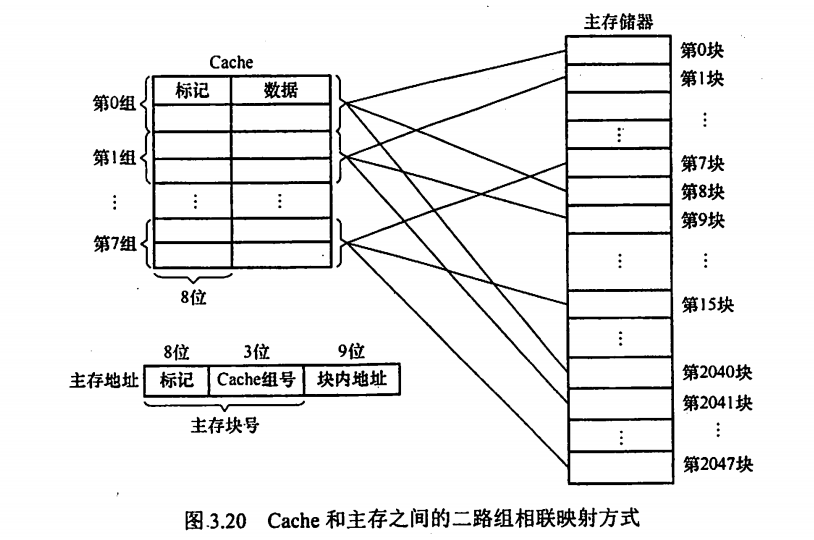 主存储器
Cache
标记 数据
第0组
第1组
⋮ ⋮ ⋮
第7组
8位
第0块
第1块
⋮ ⋮
第7块
第8块
第9块
⋮ ⋮
第15块
⋮
第2040块
第2041块
⋮ ⋮
第2047块
8位 3位 9位
主存地址 标记 Cache组号 块内地址
主存块号
图.3.20 Cache 和主存之间的二路组相联映射方式